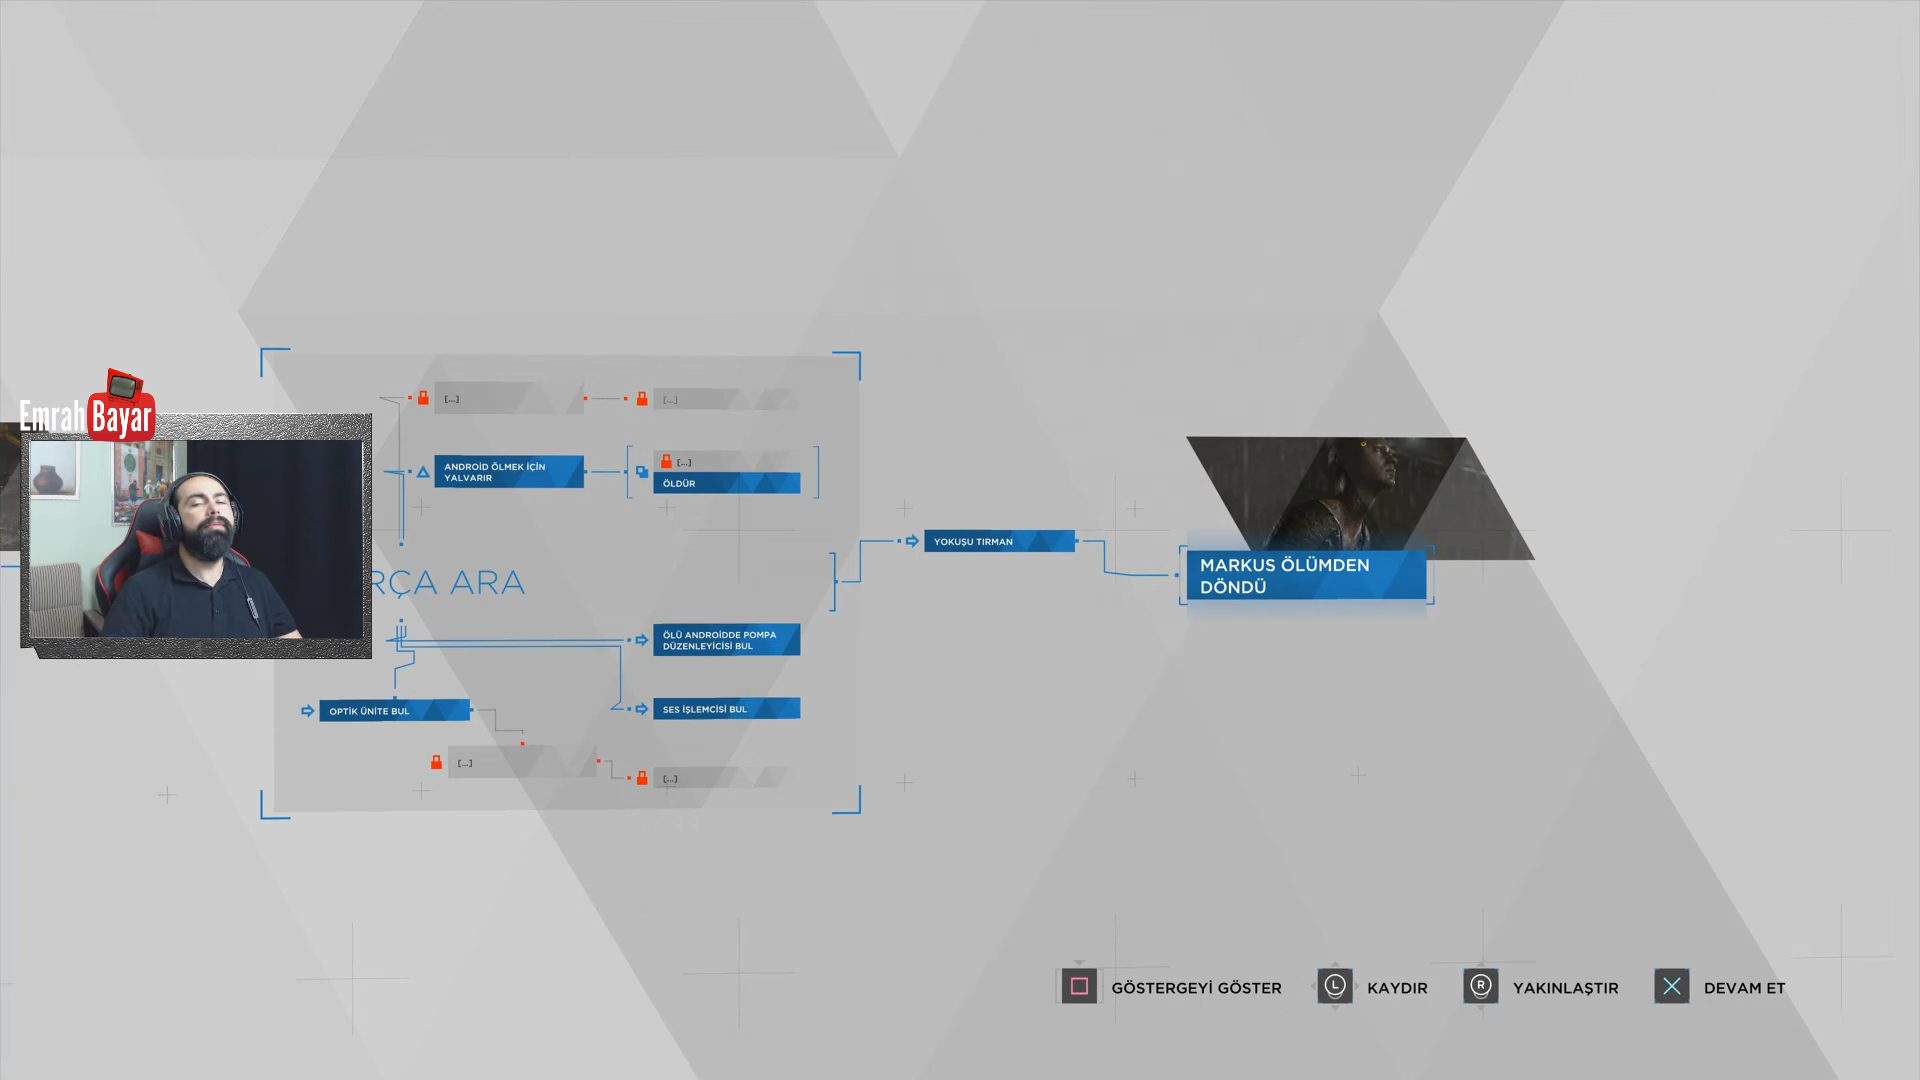 [...]
[...]
ANDROİD ÖLMEK İÇİN
YALVARIR
[...]
ÖLDÜR
Emrah Bayar
YOKUŞU TIRMAN
MARKUS ÖLÜMDEN
DÖNDÜ
RÇA ARA
ÖLÜ ANDROİDDE POMPA
DÜZENLEYİCİSİ BUL
OPTİK ÜNİTE BUL
SES İŞLEMCİSİ BUL
[...]
[...]
GÖSTERGEYİ GÖSTER
L
KAYDIR
R
YAKINLAŞTIR
DEVAM ET